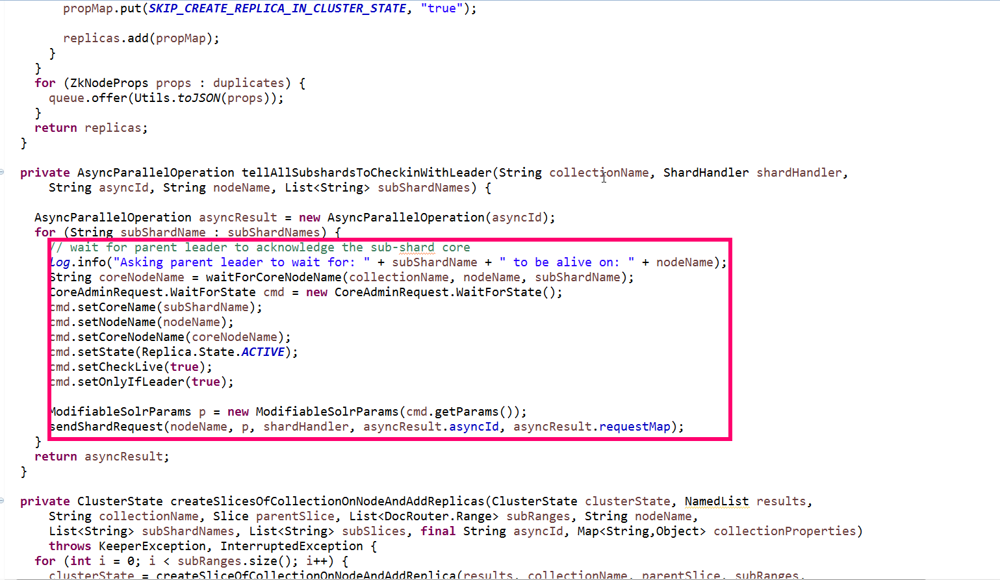 propMap.put(SKIP_CREATE_REPLICA_IN_CLUSTER_STATE, "true");
replicas.add(propMap);
}
}
for (ZkNodeProps props : duplicates) {
queue.offer(Utils.toJSON(props));
}
return replicas;
}
private AsyncParallelOperation tellAllSubshardsToCheckinWithLeader(String collectionName, ShardHandler shardHandler,
String asyncId, String nodeName, List<String> subShardNames) {
AsyncParallelOperation asyncResult = new AsyncParallelOperation(asyncId);
for (String subShardName : subShardNames) {
// wait for parent leader to acknowledge the sub-shard core
log.info("Asking parent leader to wait for: " + subShardName + " to be alive on: " + nodeName);
String coreNodeName = waitForCoreNodeName(collectionName, nodeName, subShardName);
CoreAdminRequest.WaitForState cmd = new CoreAdminRequest.WaitForState();
cmd.setCoreName(subShardName);
cmd.setNodeName(nodeName);
cmd.setCoreNodeName(coreNodeName);
cmd.setState(Replica.State.ACTIVE);
cmd.setCheckLive(true);
cmd.setOnlyIfLeader(true);
ModifiableSolrParams p = new ModifiableSolrParams(cmd.getParams());
sendShardRequest(nodeName, p, shardHandler, asyncResult.asyncId, asyncResult.requestMap);
}
return asyncResult;
}
private ClusterState createSlicesOfCollectionOnNodeAndAddReplicas(ClusterState clusterState, NamedList results,
String collectionName, Slice parentSlice, List<DocRouter.Range> subRanges, String nodeName,
List<String> subShardNames, List<String> subSlices, final String asyncId, Map<String,Object> collectionProperties)
throws KeeperException, InterruptedException {
for (int i = 0; i < subRanges.size(); i++) {
clusterState = createSliceOfCollectionOnNodeAndAddReplica(results, collectionName, parentSlice, subRanges,